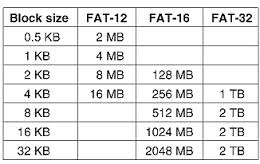 Block size FAT-12 FAT-16 FAT-32
0.5 KB 2 MB
1 KB 4 MB
2 KB 8 MB 128 MB
4 KB 16 MB 256 MB 1 TB
8 KB 512 MB 2 TB
16 KB 1024 MB 2 TB
32 KB 2048 MB 2 TB